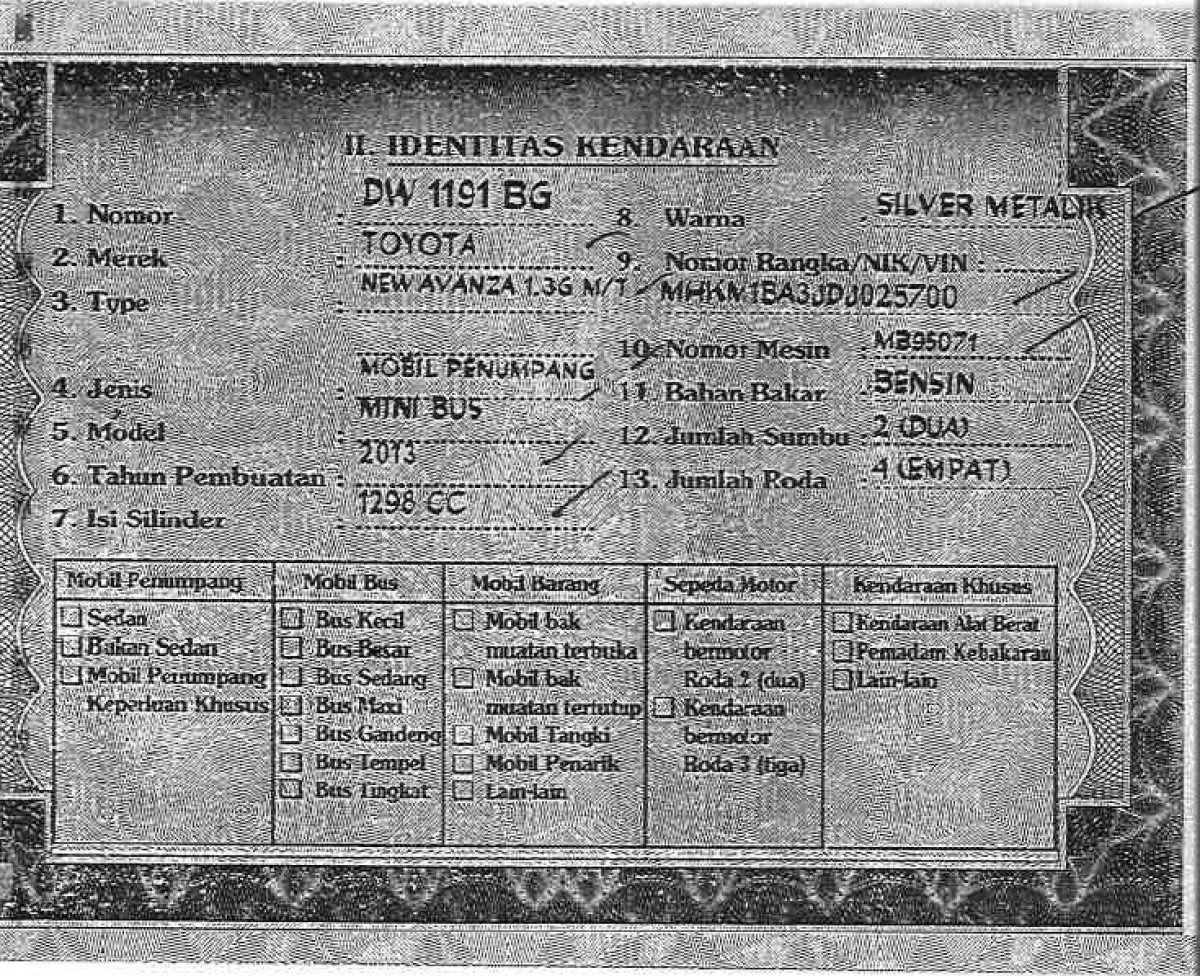 II. IDENTITAS KENDARAAN
1. Nomor : DW 1191 BG
2. Merek : TOYOTA
3. Type : NEW AVANZA 1.3G M/T
4. Jenis : MOBIL PENUMPANG
5. Model : MINI BUS
6. Tahun Pembuatan : 2013
7. Isi Silinder : 1298 CC
8. Warna : SILVER METALIK
9. Nomor Rangka/NIK/VIN :
10. Nomor Mesin : MB95071
11. Bahan Bakar : BENSIN
12. Jumlah Sumbu : 2 (DUA)
13. Jumlah Roda : 4 (EMPAT)
Mobil Penumpang
Sedan
Bukan Sedan
Mobil Penumpang
Keperluan Khusus
Mobil Bus
Bus Kecil
Bus Besar
Bus Sedang
Bus Maxi
Bus Gandeng
Bus Tempel
Bus Tingkat
Mobil Barang
Mobil bak
muatan terbuka
Mobil bak
muatan tertutup
Mobil Tangki
Mobil Penarik
Lain-lain
Sepeda Motor
Kendaraan
bermotor
Roda 2 (dua)
Kendaraan
bermotor
Roda 3 (tiga)
Kendaraan Khusus
Kendaraan Alat Berat
Pemadam Kebakaran
Lain-lain